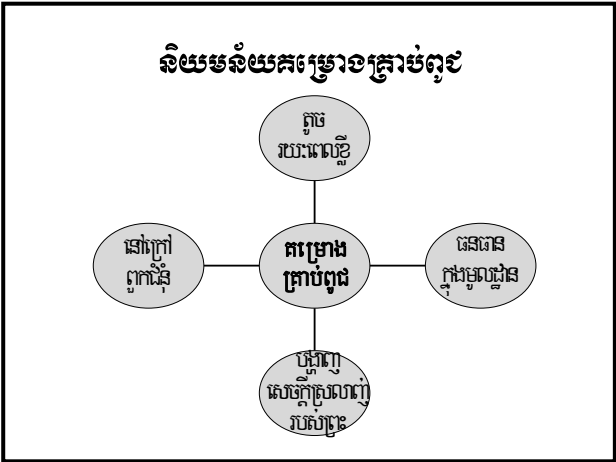 និយមន័យគម្រោងគ្រាប់ពូជ
តូច
រយៈពេលខ្លី
នៅក្រៅ
ពួកជំនុំ
គម្រោង
គ្រាប់ពូជ
ធនធាន
ក្នុងមូលដ្ឋាន
បង្ហាញ
សេចក្តីស្រលាញ់
របស់ព្រះ